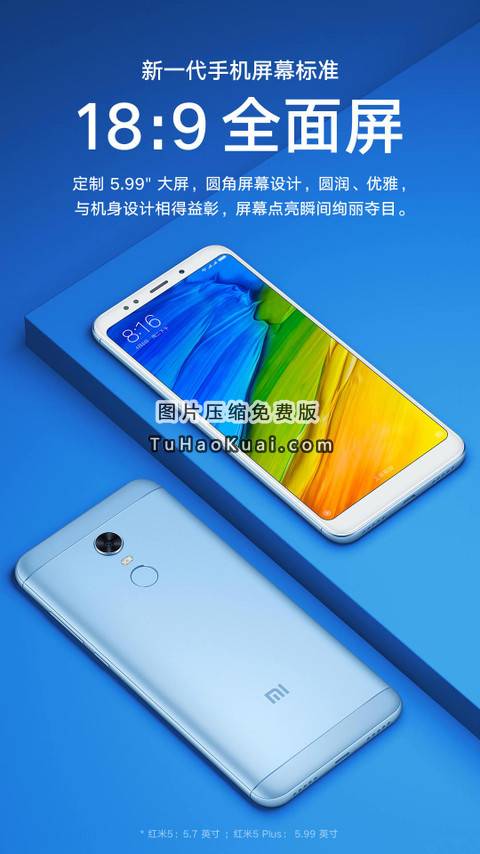 新一代手机屏幕标准
18:9 全面屏
定制 5.99" 大屏，圆角屏幕设计，圆润、优雅，
与机身设计相得益彰，屏幕点亮瞬间绚丽夺目。
8:16
图片压缩免费版
TuHaoKuai.com
MI
* 红米5：5.7 英寸 ；红米5 Plus： 5.99 英寸